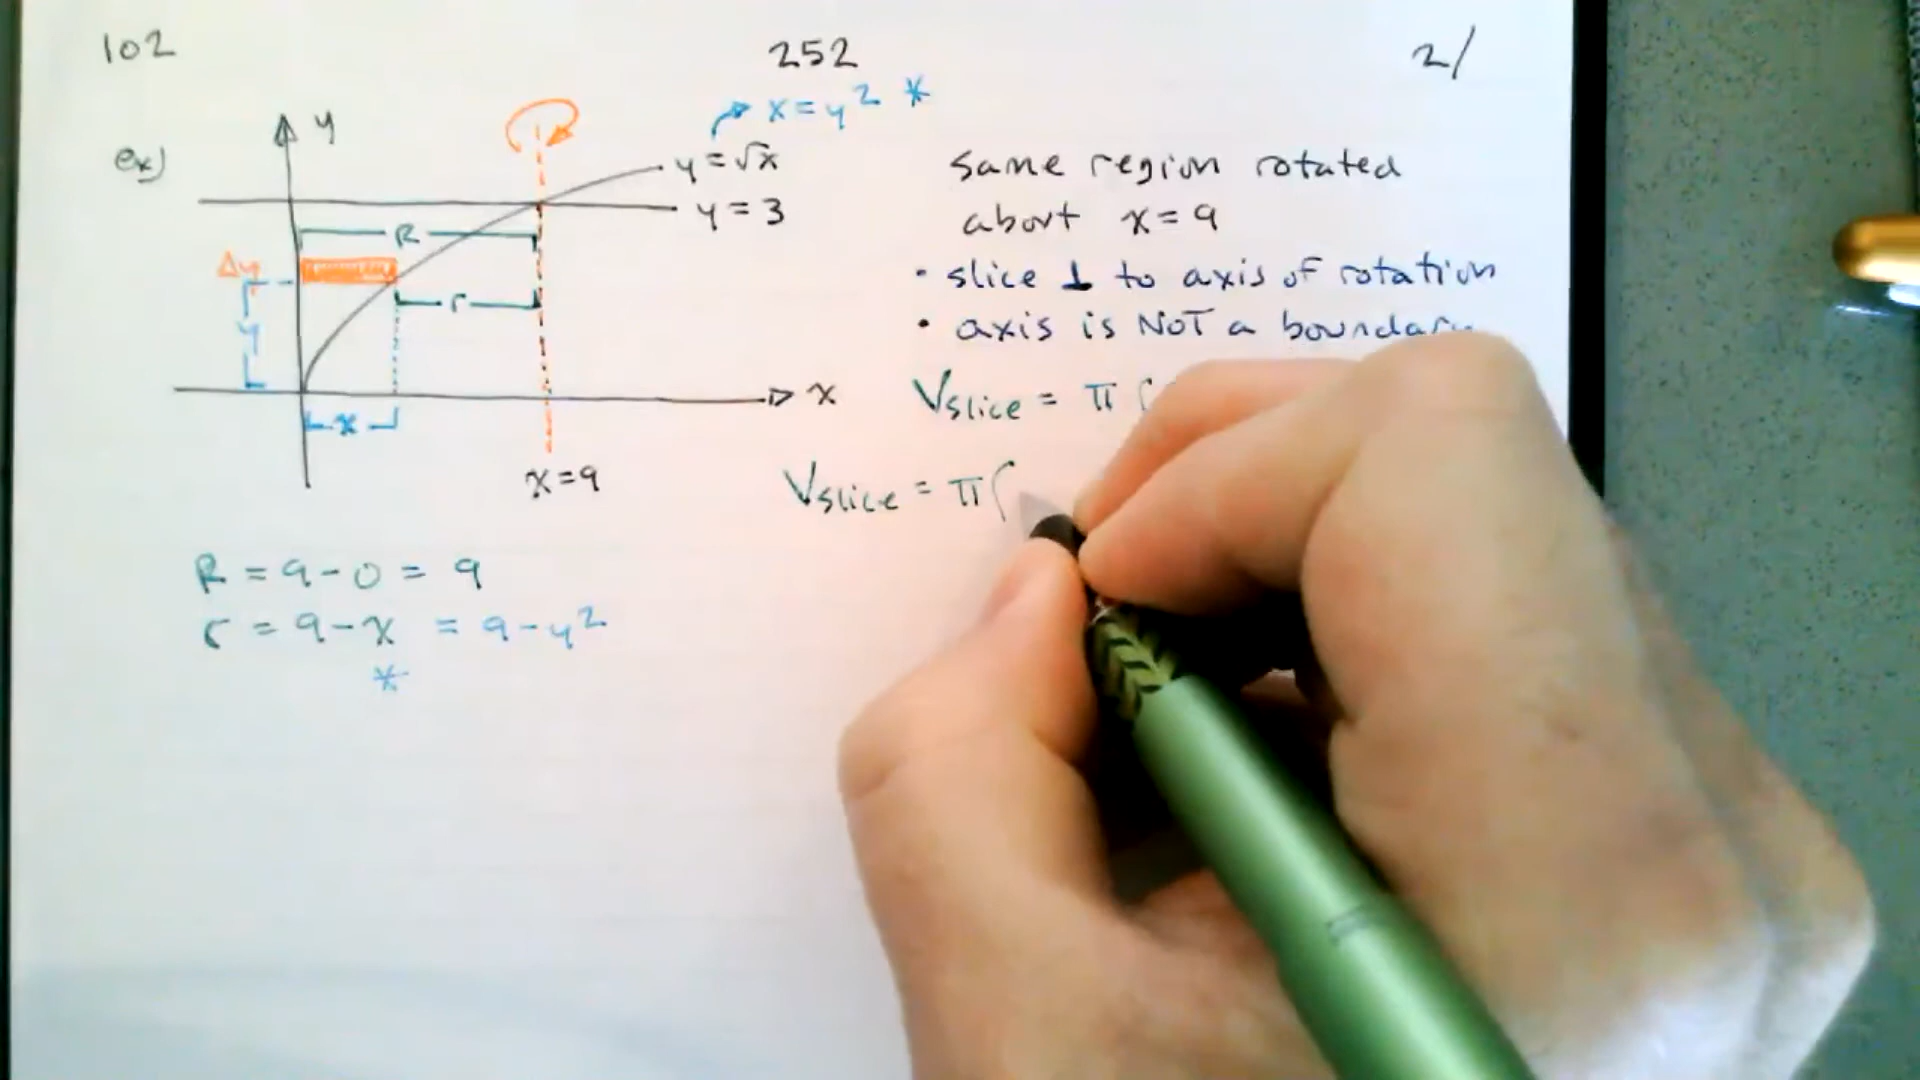 102
252
2/
x = y² *
ex)
y
y = √x
y = 3
R
Δy
r
y
x
x
x = 9
same region rotated
about x = 9
• slice ⊥ to axis of rotation
• axis is NOT a boundary
Vslice = π (
Vslice = π (
R = 9 - 0 = 9
r = 9 - x = 9 - y²
*